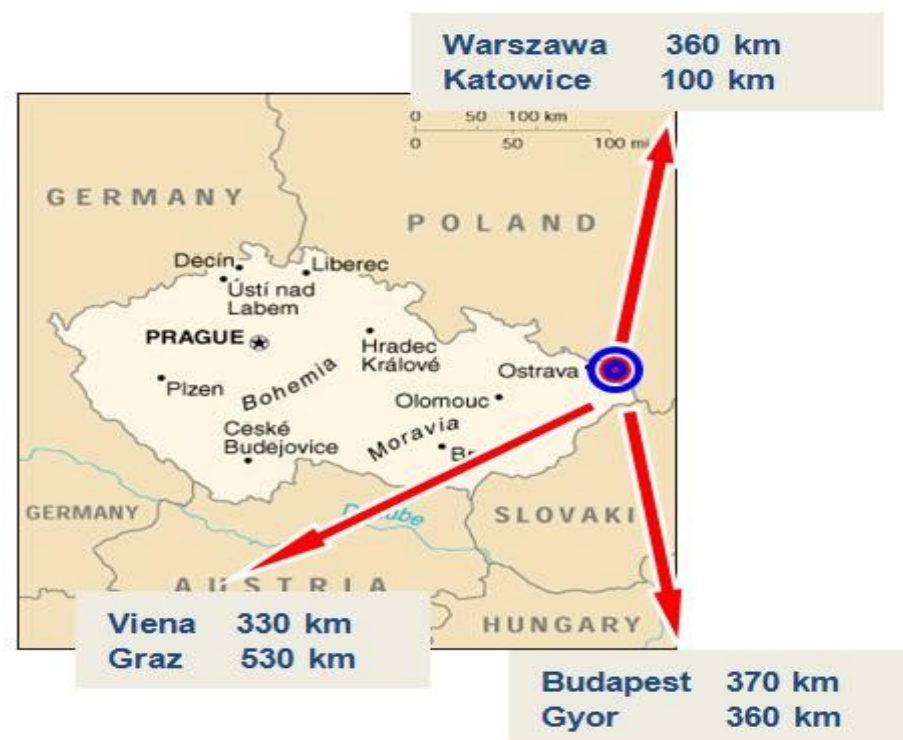 Warszawa 360 km
Katowice 100 km
0 50 100 km
0 50 100 mi
GERMANY
POLAND
Decín
Liberec
Ústí nad
Labem
PRAGUE
Hradec
Králové
Ostrava
Plzen
Bohemia
Olomouc
Ceské
Budejovice
Moravia
GERMANY
SLOVAKI
AUSTRIA
Viena 330 km
Graz 530 km
HUNGARY
Budapest 370 km
Gyor 360 km